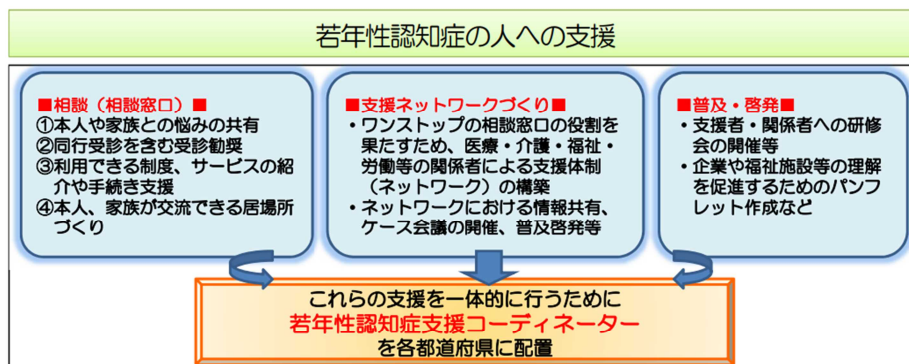 若年性認知症の人への支援
■相談（相談窓口）■
①本人や家族との悩みの共有
②同行受診を含む受診勧奨
③利用できる制度、サービスの紹
介や手続き支援
④本人、家族が交流できる居場所
づくり
■支援ネットワークづくり■
・ワンストップの相談窓口の役割を
果たすため、医療・介護・福祉・
労働等の関係者による支援体制
（ネットワーク）の構築
・ネットワークにおける情報共有、
ケース会議の開催、普及啓発等
■普及・啓発■
・支援者・関係者への研修
会の開催等
・企業や福祉施設等の理解
を促進するためのパンフ
レット作成など
これらの支援を一体的に行うために
若年性認知症支援コーディネーター
を各都道府県に配置